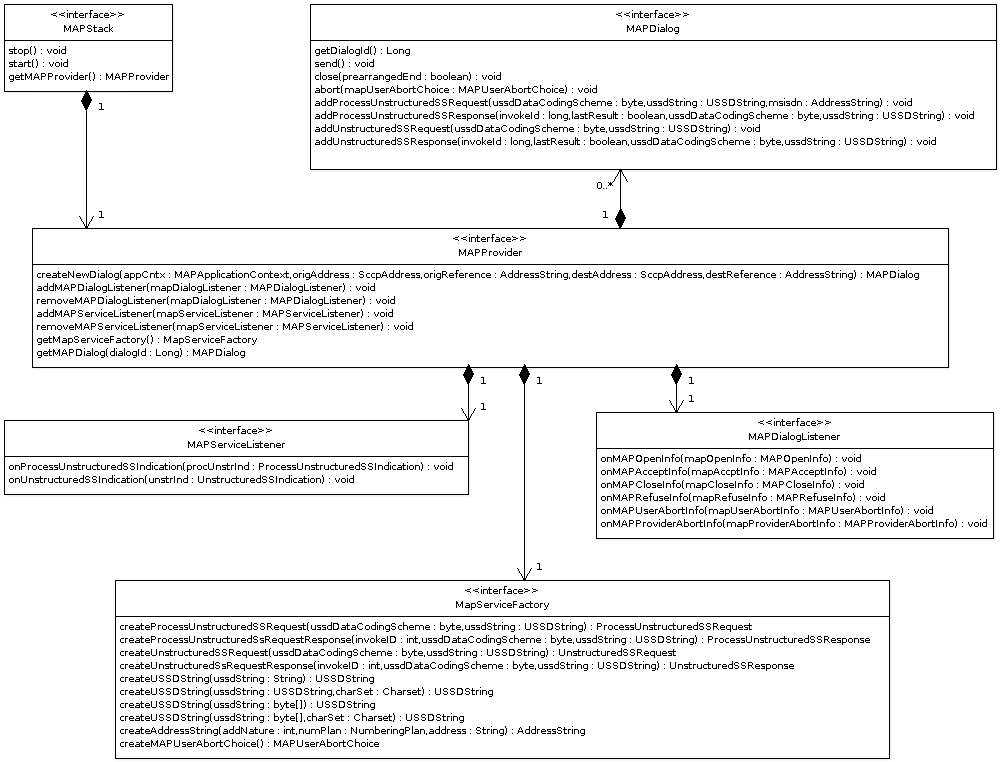 <<interface>>
MAPStack
stop() : void
start() : void
getMAPProvider() : MAPProvider
1
1
<<interface>>
MAPDialog
getDialogId() : Long
send() : void
close(prearrangedEnd : boolean) : void
abort(mapUserAbortChoice : MAPUserAbortChoice) : void
addProcessUnstructuredSSRequest(ussdDataCodingScheme : byte,ussdString : USSDString,msisdn : AddressString) : void
addProcessUnstructuredSSResponse(invokeId : long,lastResult : boolean,ussdDataCodingScheme : byte,ussdString : USSDString) : void
addUnstructuredSSRequest(ussdDataCodingScheme : byte,ussdString : USSDString) : void
addUnstructuredSSResponse(invokeId : long,lastResult : boolean,ussdDataCodingScheme : byte,ussdString : USSDString) : void
0..*
1
<<interface>>
MAPProvider
createNewDialog(appCntx : MAPApplicationContext,origAddress : SccpAddress,origReference : AddressString,destAddress : SccpAddress,destReference : AddressString) : MAPDialog
addMAPDialogListener(mapDialogListener : MAPDialogListener) : void
removeMAPDialogListener(mapDialogListener : MAPDialogListener) : void
addMAPServiceListener(mapServiceListener : MAPServiceListener) : void
removeMAPServiceListener(mapServiceListener : MAPServiceListener) : void
getMapServiceFactory() : MapServiceFactory
getMAPDialog(dialogId : Long) : MAPDialog
1
1
1
1
1
<<interface>>
MAPServiceListener
onProcessUnstructuredSSIndication(procUnstrInd : ProcessUnstructuredSSIndication) : void
onUnstructuredSSIndication(unstrInd : UnstructuredSSIndication) : void
<<interface>>
MAPDialogListener
onMAPOpenInfo(mapOpenInfo : MAPOpenInfo) : void
onMAPAcceptInfo(mapAccptInfo : MAPAcceptInfo) : void
onMAPCloseInfo(mapCloseInfo : MAPCloseInfo) : void
onMAPRefuseInfo(mapRefuseInfo : MAPRefuseInfo) : void
onMAPUserAbortInfo(mapUserAbortInfo : MAPUserAbortInfo) : void
onMAPProviderAbortInfo(mapProviderAbortInfo : MAPProviderAbortInfo) : void
1
<<interface>>
MapServiceFactory
createProcessUnstructuredSSRequest(ussdDataCodingScheme : byte,ussdString : USSDString) : ProcessUnstructuredSSRequest
createProcessUnstructuredSsRequestResponse(invokeID : int,ussdDataCodingScheme : byte,ussdString : USSDString) : ProcessUnstructuredSSResponse
createUnstructuredSSRequest(ussdDataCodingScheme : byte,ussdString : USSDString) : UnstructuredSSRequest
createUnstructuredSsRequestResponse(invokeID : int,ussdDataCodingScheme : byte,ussdString : USSDString) : UnstructuredSSResponse
createUSSDString(ussdString : String) : USSDString
createUSSDString(ussdString : USSDString,charSet : Charset) : USSDString
createUSSDString(ussdString : byte[]) : USSDString
createUSSDString(ussdString : byte[],charSet : Charset) : USSDString
createAddressString(addNature : int,numPlan : NumberingPlan,address : String) : AddressString
createMAPUserAbortChoice() : MAPUserAbortChoice